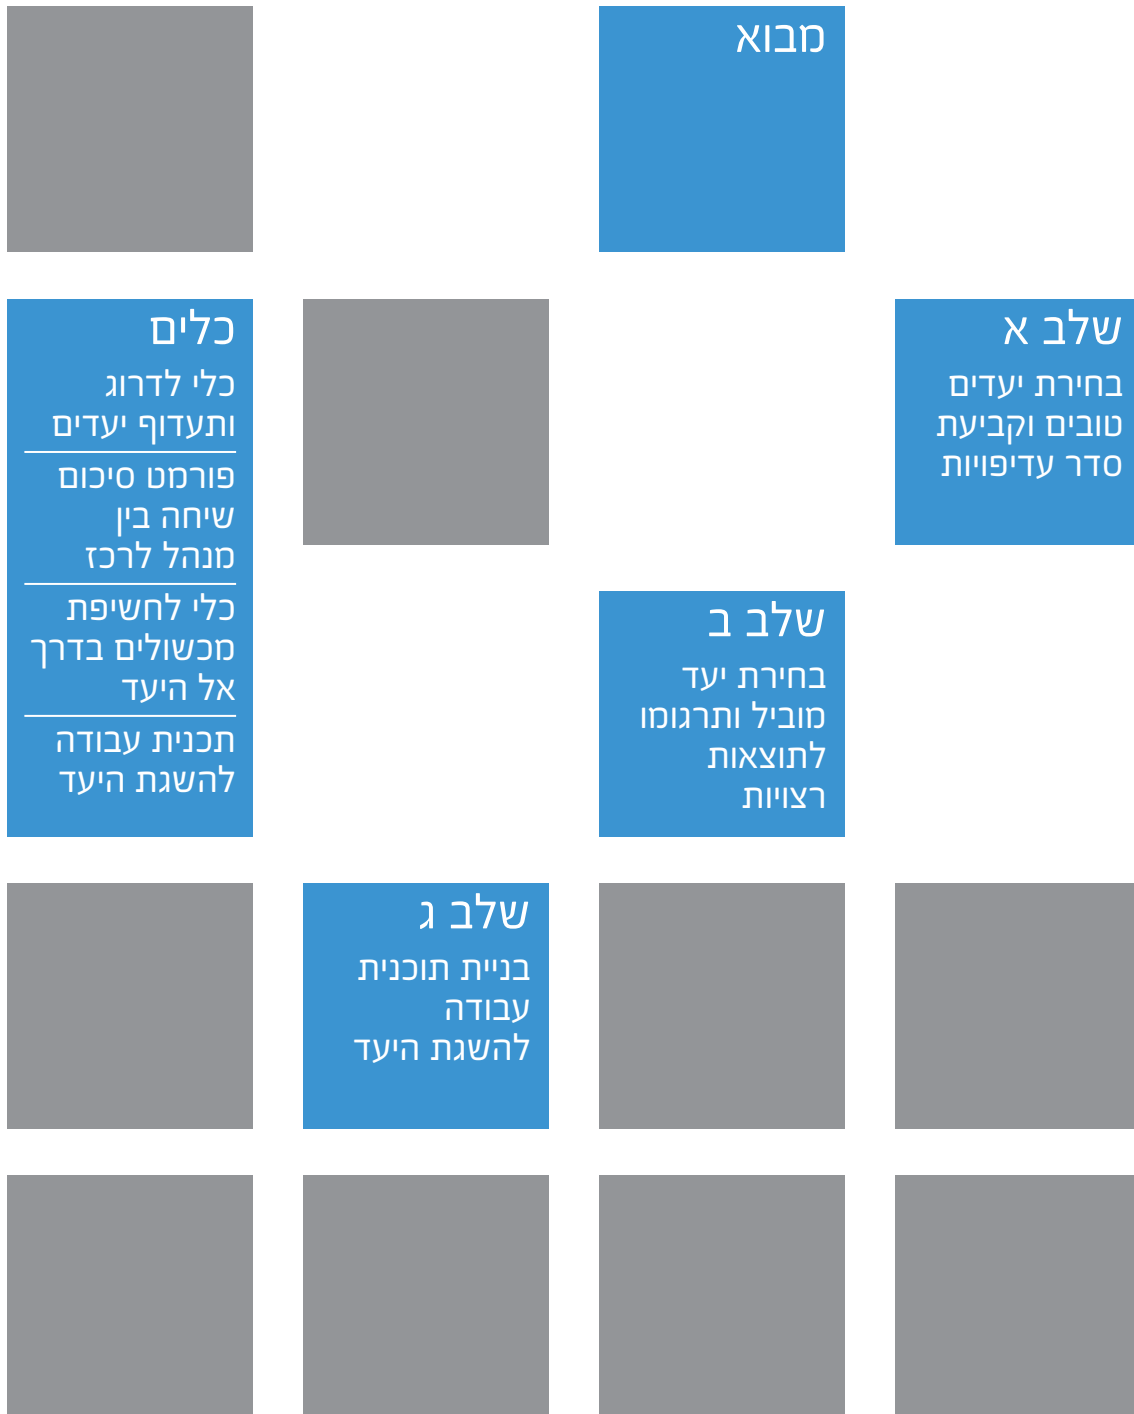 מבוא
שלב א
בחירת יעדים
טובים וקביעת
סדר עדיפויות
שלב ב
בחירת יעד
מוביל ותרגומו
לתוצאות
רצויות
שלב ג
בניית תוכנית
עבודה
להשגת היעד
כלים
כלי לדרוג
ותעדוף יעדים
פורמט סיכום
שיחה בין
מנהל לרכז
כלי לחשיפת
מכשולים בדרך
אל היעד
תכנית עבודה
להשגת היעד